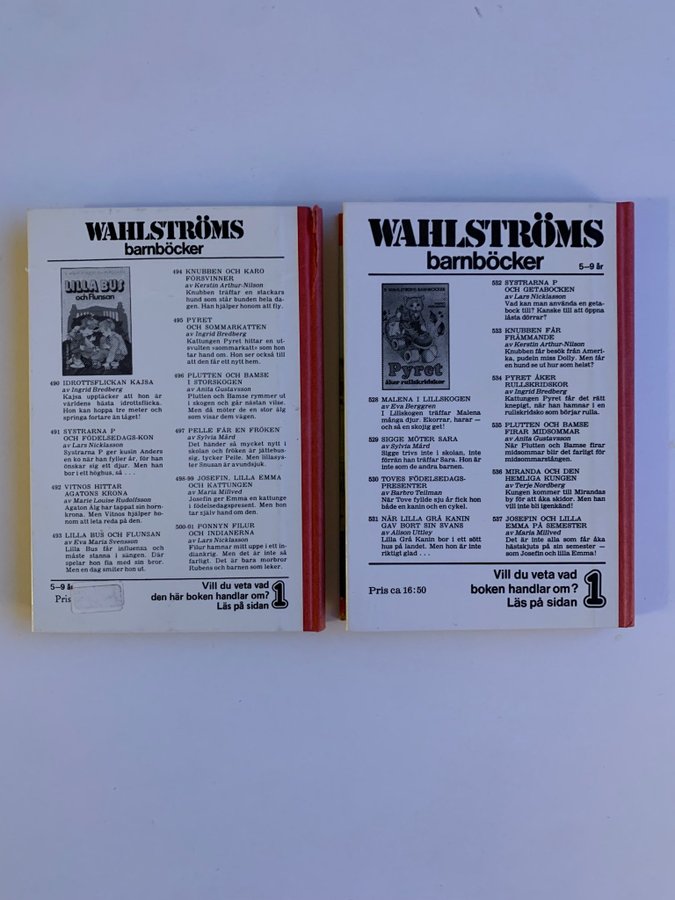 WAHLSTRÖMS
barnböcker
LILLA BUS
och Flunsan
490 IDROTTSFLICKAN KAJSA
av Ingrid Bredberg
Kajsa upptäcker att hon är
världens bästa idrottsflicka.
Hon kan hoppa tre meter och
springa fortare än tåget!
491 SYSTRARNA P
OCH FÖDELSEDAGS-KON
av Lars Nicklasson
Systrarna P ger kusin Anders
en ko när han fyller år, för han
önskar sig ett djur. Men han
bor i ett höghus, så . . .
492 VITNOS HITTAR
AGATONS KRONA
av Marie Louise Rudolfsson
Agaton Älg har tappat sin horn-
krona. Men Vitnos hjälper ho-
nom att leta reda på den.
493 LILLA BUS OCH FLUNSAN
av Eva Maria Svensson
Lilla Bus får influensa och
måste stanna i sängen. Där
spelar hon fia med sin bror.
Men en dag smiter hon ut.
494 KNUBBEN OCH KARO
FÖRSVINNER
av Kerstin Arthur-Nilson
Knubben träffar en stackars
hund som står bunden hela da-
gen. Han hjälper honom att fly.
495 PYRET
OCH SOMMARKATTEN
av Ingrid Bredberg
Kattungen Pyret hittar en ut-
svulten »sommarkatt» som hon
tar hand om. Hon ser också till
att den får ett nytt hem.
496 PLUTTEN OCH BAMSE
I STORSKOGEN
av Anita Gustavsson
Plutten och Bamse rymmer ut
i skogen och går nästan vilse.
Men då möter de en stor älg
som visar dem vägen.
497 PELLE FÅR EN FRÖKEN
av Sylvia Mård
Det händer så mycket nytt i
skolan och fröken är jättebus-
sig, tycker Pelle. Men lillasys-
ter Snusan är avundsjuk.
498-99 JOSEFIN, LILLA EMMA
OCH KATTUNGEN
av Maria Milived
Josefin ger Emma en kattunge
i födelsedagspresent. Men hon
tar själv hand om den.
500-01 PONNYN FILUR
OCH INDIANERNA
av Lars Nicklasson
Filur hamnar mitt uppe i ett in-
diankrig. Men det är inte så
farligt. Det är bara morbror
Rubens och barnen som leker.
5–9 år
Pris
Vill du veta vad
den här boken handlar om?
Läs på sidan 1
WAHLSTRÖMS
barnböcker
5–9 år
WAHLSTRÖMS BARNBÖCKER
Pyret
åker rullskridskor
528 MALENA I LILLSKOGEN
av Eva Berggren
I Lillskogen träffar Malena
många djur. Ekorrar, harar —
och så en skojig get!
529 SIGGE MÖTER SARA
av Sylvia Mård
Sigge trivs inte i skolan, inte
förrän han träffar Sara. Hon är
inte som de andra barnen.
530 TOVES FÖDELSEDAGS-
PRESENTER
av Barbro Tellman
När Tove fyllde sju år fick hon
både en kanin och en cykel.
531 NÄR LILLA GRÅ KANIN
GAV BORT SIN SVANS
av Alison Uttley
Lilla Grå Kanin bor i ett sött
hus på landet. Men hon är inte
riktigt glad . . .
532 SYSTRARNA P
OCH GETABOCKEN
av Lars Nicklasson
Vad kan man använda en geta-
bock till? Kanske till att öppna
låsta dörrar?
533 KNUBBEN FÅR
FRÄMMANDE
av Kerstin Arthur-Nilson
Knubben får besök från Ameri-
ka, pudeln miss Dolly. Men får
en hund se ut hur som heist?
534 PYRET ÅKER
RULLSKRIDSKOR
av Ingrid Bredberg
Kattungen Pyret får det rätt
knepigt, när han hamnar i en
rullskridsko som börjar rulla.
535 PLUTTEN OCH BAMSE
FIRAR MIDSOMMAR
av Anita Gustavsson
När Plutten och Bamse firar
midsommar blir det farligt för
midsommarstången.
536 MIRANDA OCH DEN
HEMLIGA KUNGEN
av Terje Nordberg
Kungen kommer till Mirandas
by för att åka skidor. Men han
vill inte bli igenkänd!
537 JOSEFIN OCH LILLA
EMMA PÅ SEMESTER
av Maria Milived
Det är inte alla som får åka
hästskjuts på sin semester —
som Josefin och lilla Emma!
Pris ca 16:50
Vill du veta vad
boken handlar om?
Läs på sidan 1